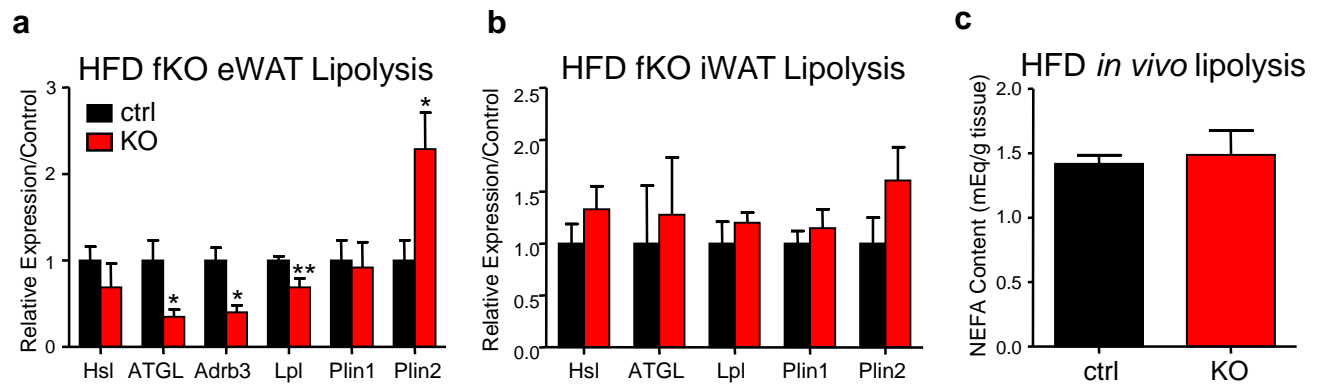 a
HFD fKO eWAT Lipolysis
Relative Expression/Control
3
2
1
0
ctrl
KO
*
*
**
*
Hsl ATGL Adrb3 Lpl Plin1 Plin2
b
HFD fKO iWAT Lipolysis
Relative Expression/Control
2.5
2.0
1.5
1.0
0.5
0.0
Hsl ATGL Lpl Plin1 Plin2
c
HFD in vivo lipolysis
NEFA Content (mEq/g tissue)
2.0
1.5
1.0
0.5
0.0
ctrl KO